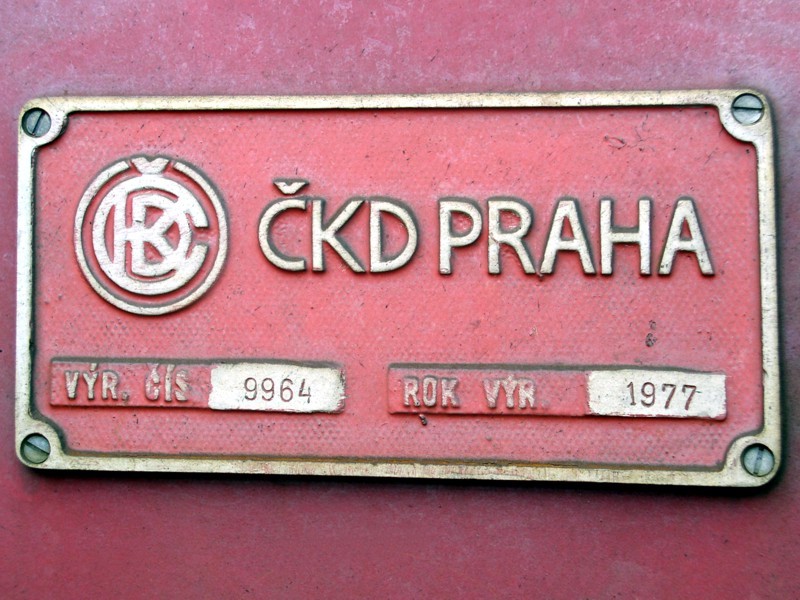 ČKD PRAHA
VÝR. ČÍS 9964 ROK VÝR. 1977